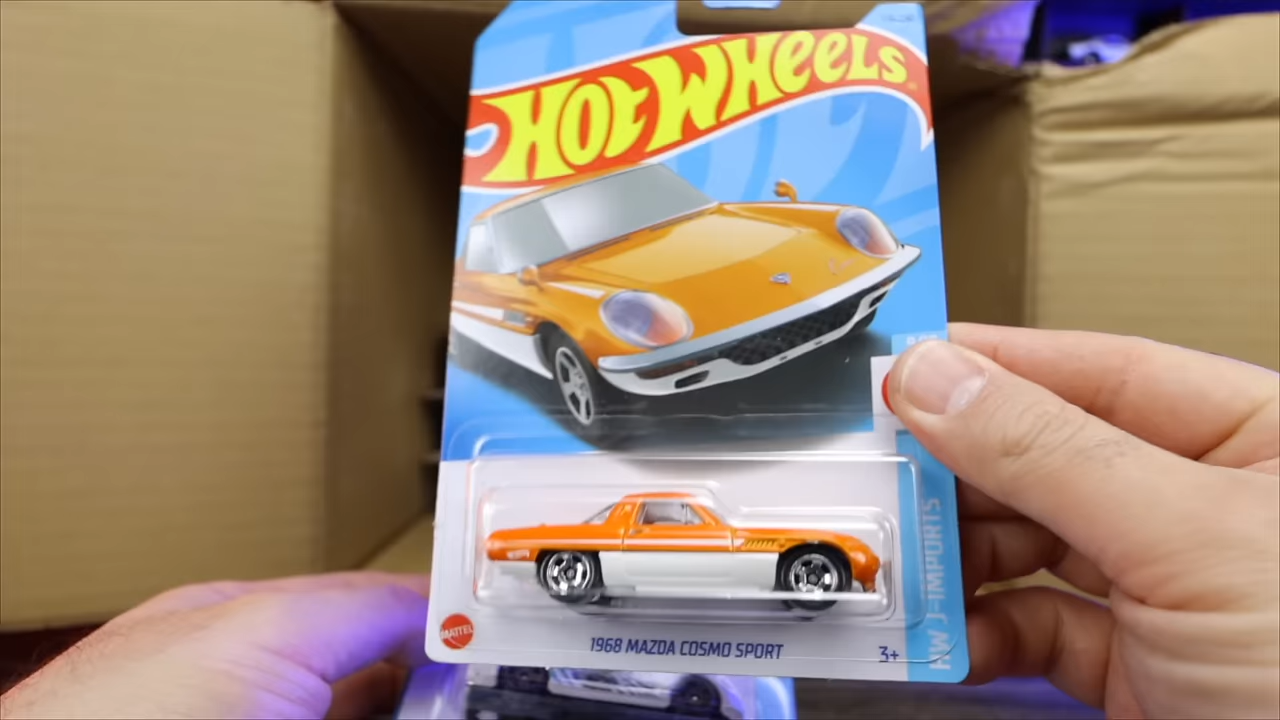 HOT WHEELS
HW J-IMPORTS
MATTEL
1968 MAZDA COSMO SPORT
3+